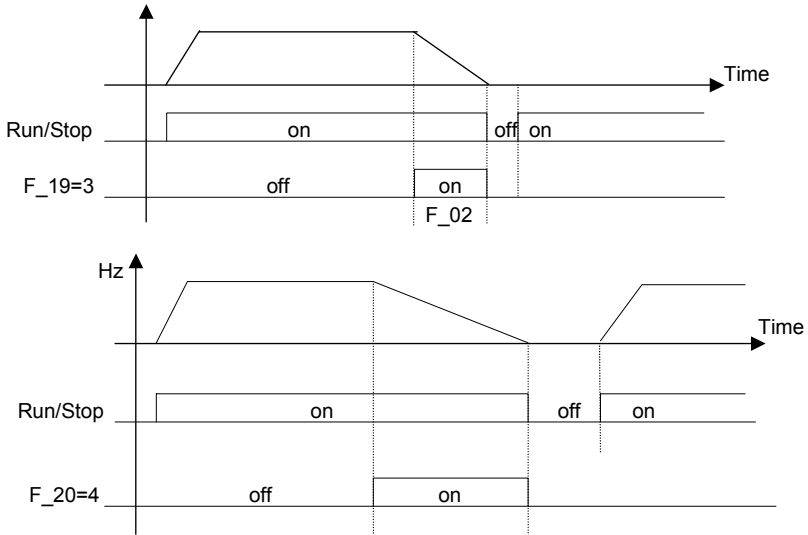 Time
Run/Stop on off on
F_19=3 off on
F_02
Hz
Time
Run/Stop on off on
F_20=4 off on